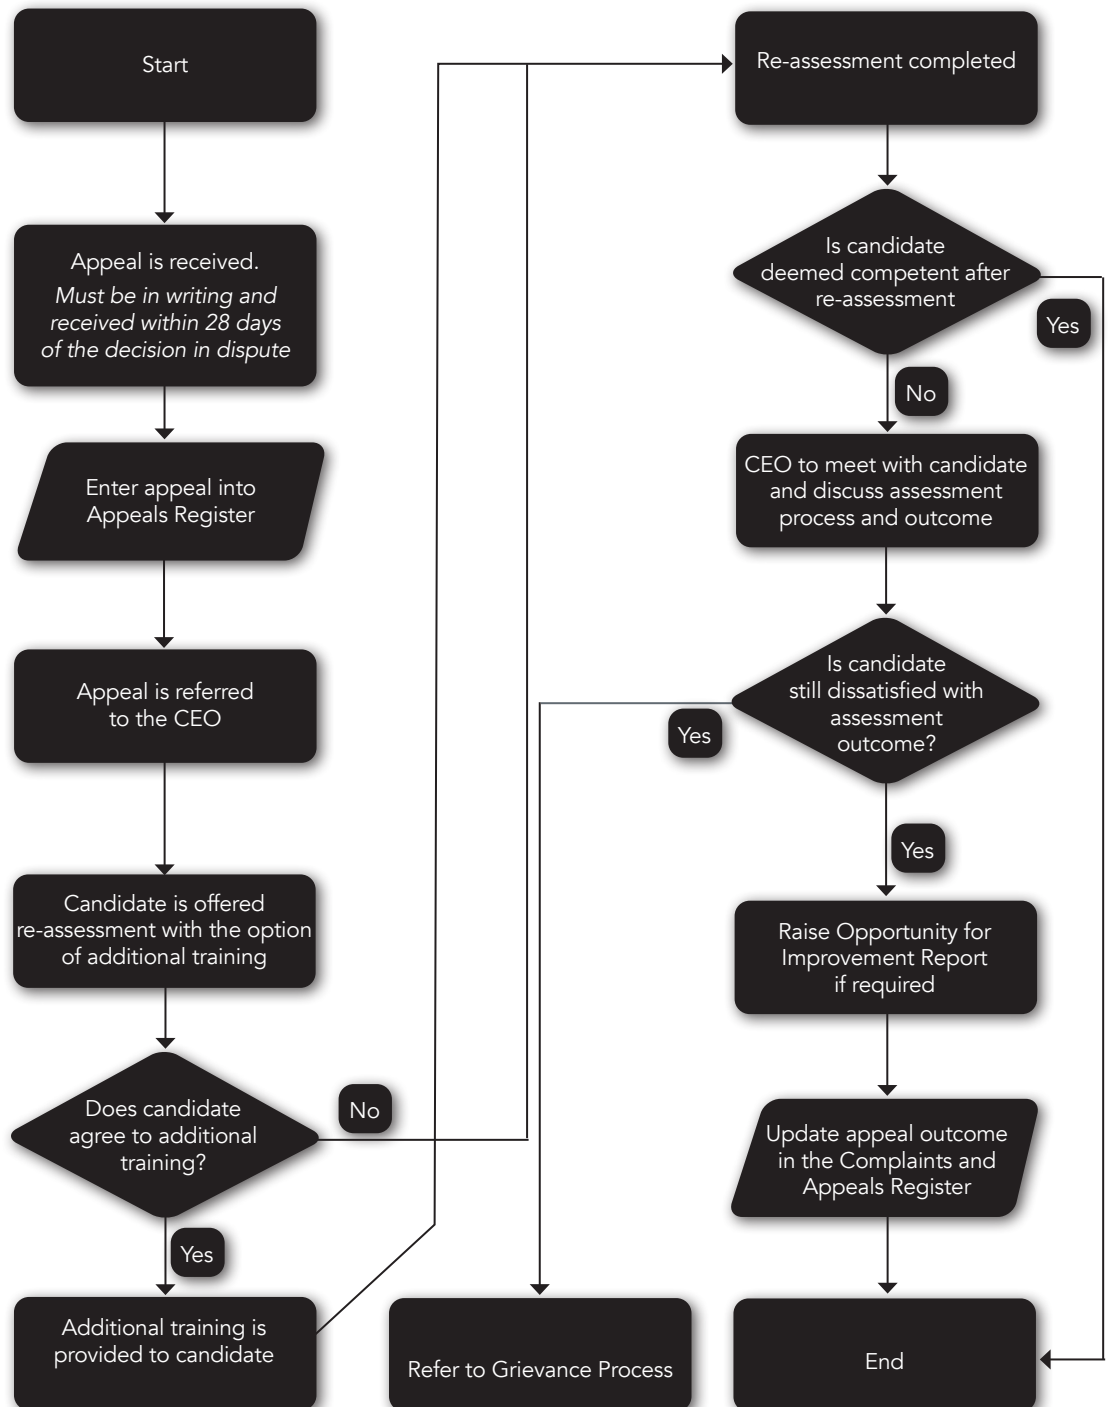 Start
Appeal is received.
Must be in writing and
received within 28 days
of the decision in dispute
Enter appeal into
Appeals Register
Appeal is referred
to the CEO
Candidate is offered
re-assessment with the option
of additional training
Does candidate
agree to additional
training?
No
Yes
Additional training is
provided to candidate
Re-assessment completed
Is candidate
deemed competent after
re-assessment
Yes
No
CEO to meet with candidate
and discuss assessment
process and outcome
Is candidate
still dissatisfied with
assessment
outcome?
Yes
Yes
Raise Opportunity for
Improvement Report
if required
Update appeal outcome
in the Complaints and
Appeals Register
Refer to Grievance Process
End